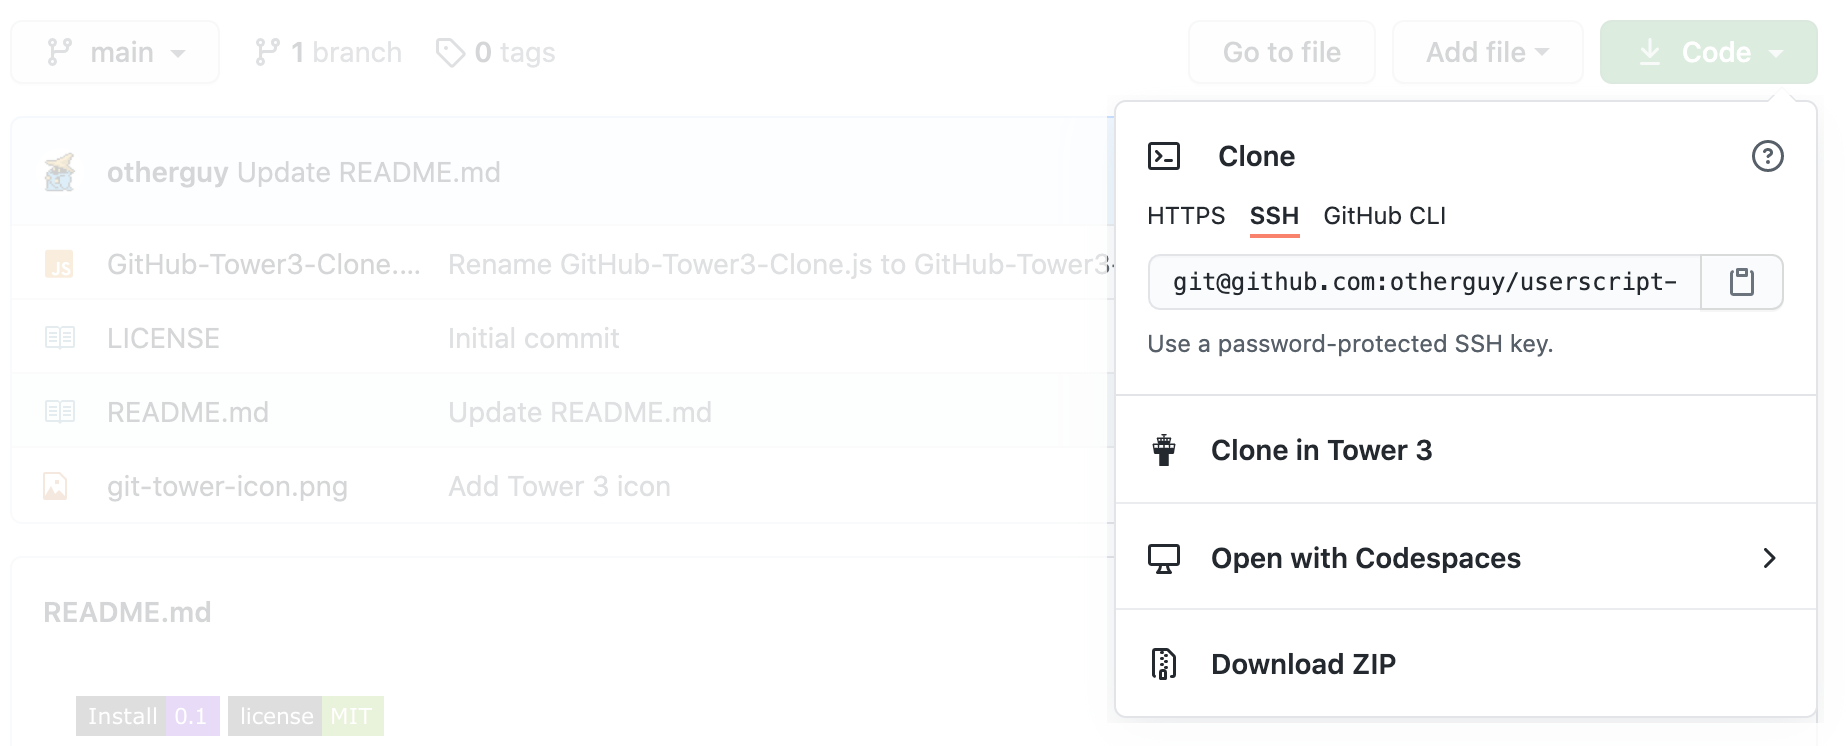 main 1 branch 0 tags Go to file Add file Code
otherguy Update README.md
Clone
HTTPS SSH GitHub CLI
JS GitHub-Tower3-Clone.... Rename GitHub-Tower3-Clone.js to GitHub-Tower3-
git@github.com:otherguy/userscript-
LICENSE Initial commit
Use a password-protected SSH key.
README.md Update README.md
Clone in Tower 3
git-tower-icon.png Add Tower 3 icon
Open with Codespaces
README.md
Download ZIP
Install 0.1 license MIT